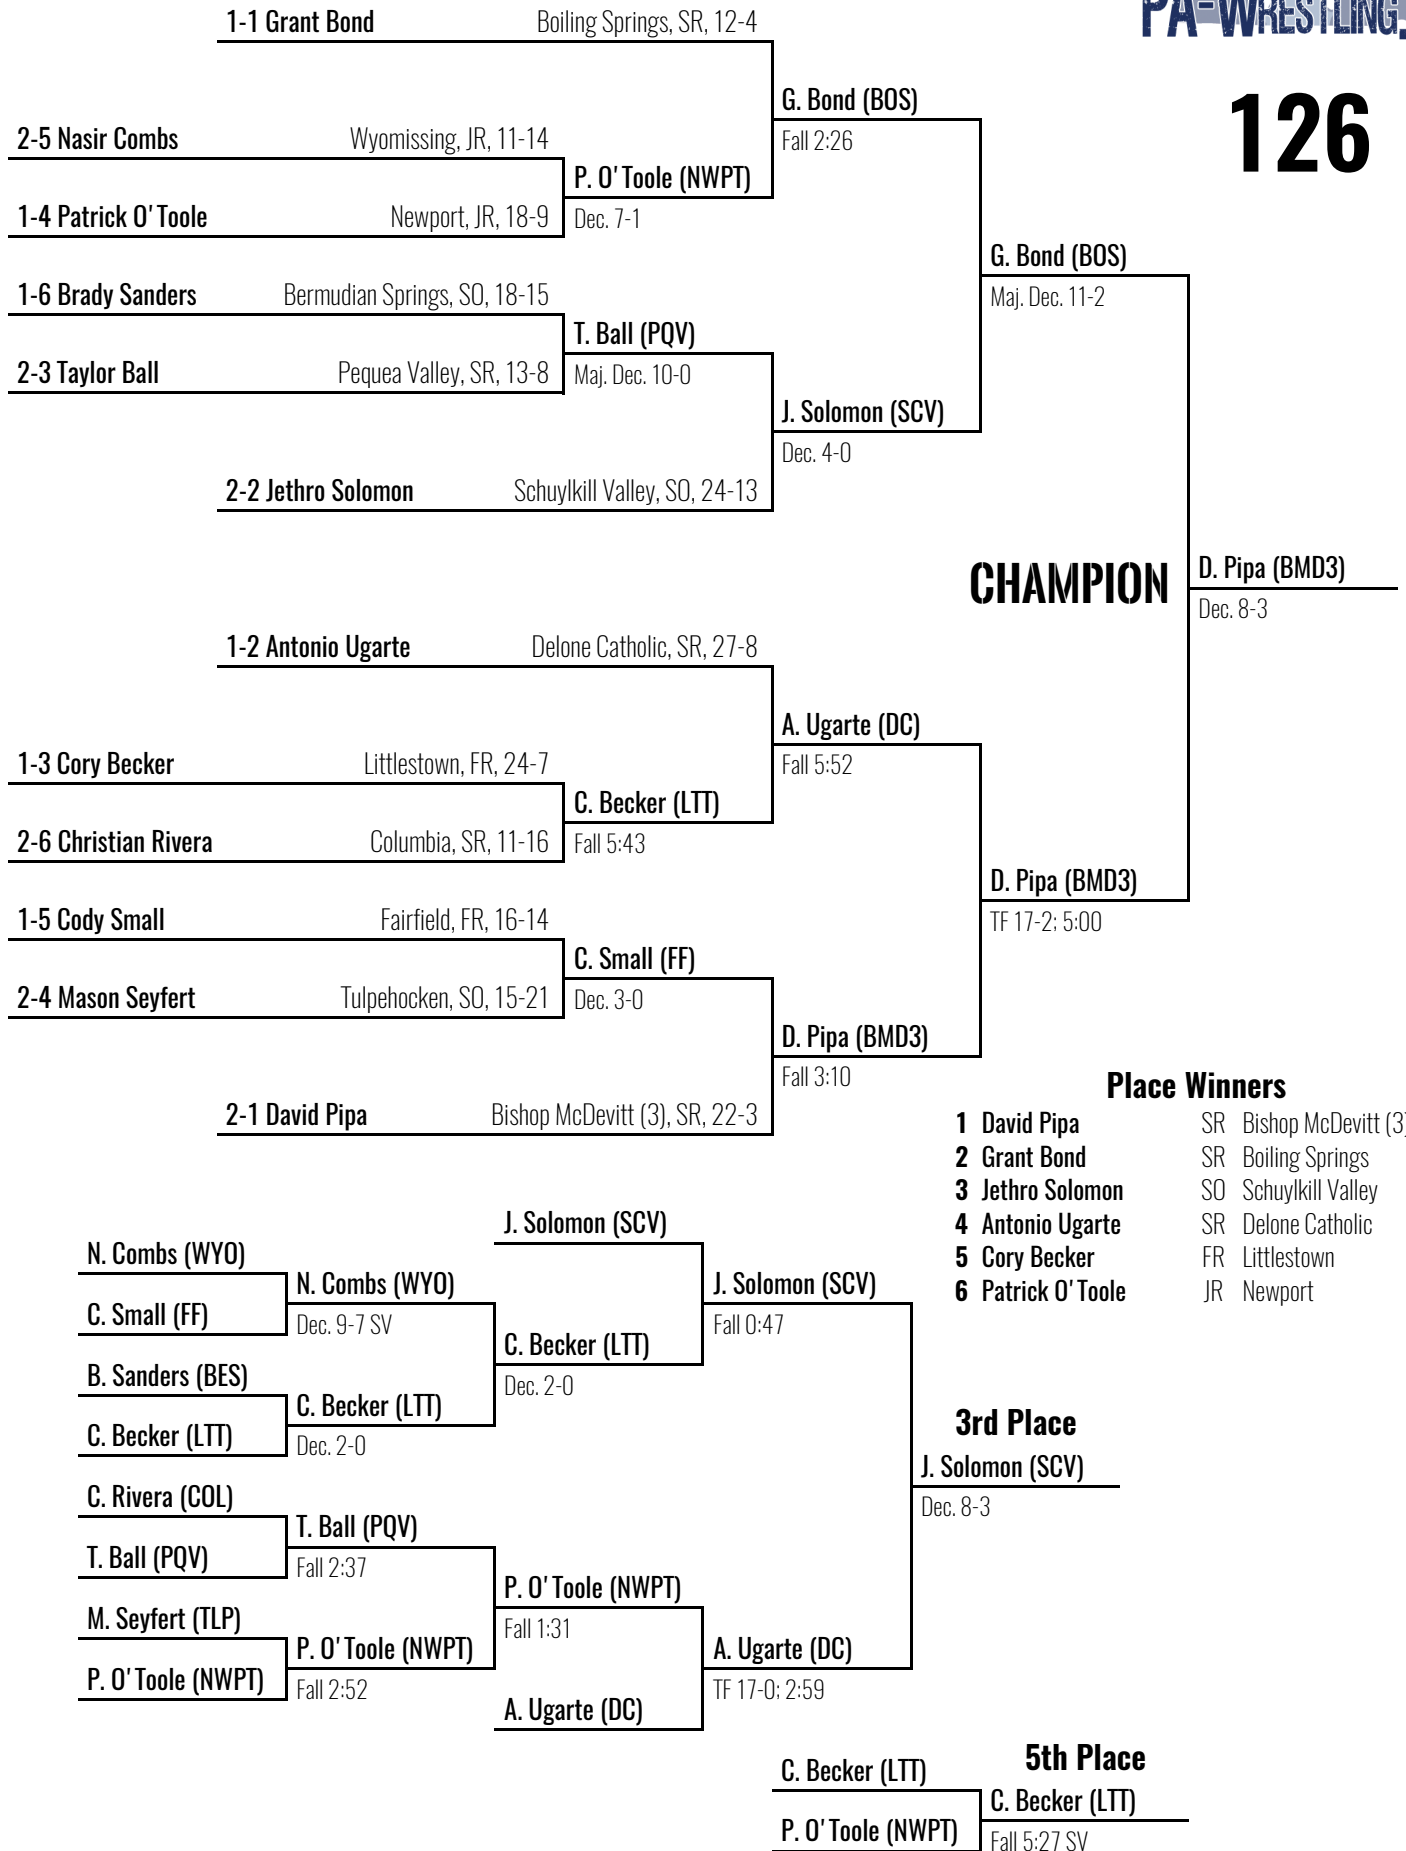 PA-WRESTLING.
126
1-1 Grant Bond Boiling Springs, SR, 12-4
G. Bond (BOS)
Fall 2:26
2-5 Nasir Combs Wyomissing, JR, 11-14
P. O'Toole (NWPT)
Dec. 7-1
1-4 Patrick O'Toole Newport, JR, 18-9
G. Bond (BOS)
Maj. Dec. 11-2
1-6 Brady Sanders Bermudian Springs, SO, 18-15
T. Ball (PQV)
Maj. Dec. 10-0
2-3 Taylor Ball Pequea Valley, SR, 13-8
J. Solomon (SCV)
Dec. 4-0
2-2 Jethro Solomon Schuylkill Valley, SO, 24-13
CHAMPION
D. Pipa (BMD3)
Dec. 8-3
1-2 Antonio Ugarte Delone Catholic, SR, 27-8
A. Ugarte (DC)
Fall 5:52
1-3 Cory Becker Littlestown, FR, 24-7
C. Becker (LTT)
Fall 5:43
2-6 Christian Rivera Columbia, SR, 11-16
D. Pipa (BMD3)
TF 17-2; 5:00
1-5 Cody Small Fairfield, FR, 16-14
C. Small (FF)
Dec. 3-0
2-4 Mason Seyfert Tulpehocken, SO, 15-21
D. Pipa (BMD3)
Fall 3:10
2-1 David Pipa Bishop McDevitt (3), SR, 22-3
Place Winners
1 David Pipa SR Bishop McDevitt (3)
2 Grant Bond SR Boiling Springs
3 Jethro Solomon SO Schuylkill Valley
4 Antonio Ugarte SR Delone Catholic
5 Cory Becker FR Littlestown
6 Patrick O'Toole JR Newport
J. Solomon (SCV)
N. Combs (WYO)
N. Combs (WYO)
Dec. 9-7 SV
C. Small (FF)
J. Solomon (SCV)
Fall 0:47
C. Becker (LTT)
Dec. 2-0
B. Sanders (BES)
C. Becker (LTT)
Dec. 2-0
C. Becker (LTT)
3rd Place
J. Solomon (SCV)
Dec. 8-3
C. Rivera (COL)
T. Ball (PQV)
Fall 2:37
T. Ball (PQV)
P. O'Toole (NWPT)
Fall 1:31
M. Seyfert (TLP)
P. O'Toole (NWPT)
Fall 2:52
P. O'Toole (NWPT)
A. Ugarte (DC)
TF 17-0; 2:59
A. Ugarte (DC)
5th Place
C. Becker (LTT)
C. Becker (LTT)
Fall 5:27 SV
P. O'Toole (NWPT)